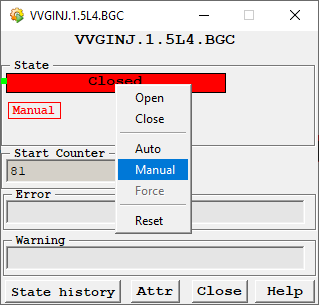 VVGINJ.1.5L4.BGC
VVGINJ.1.5L4.BGC
State
Closed
Manual
Open
Close
Auto
Manual
Force
Reset
Start Counter
81
Error
Warning
State history
Attr
Close
Help